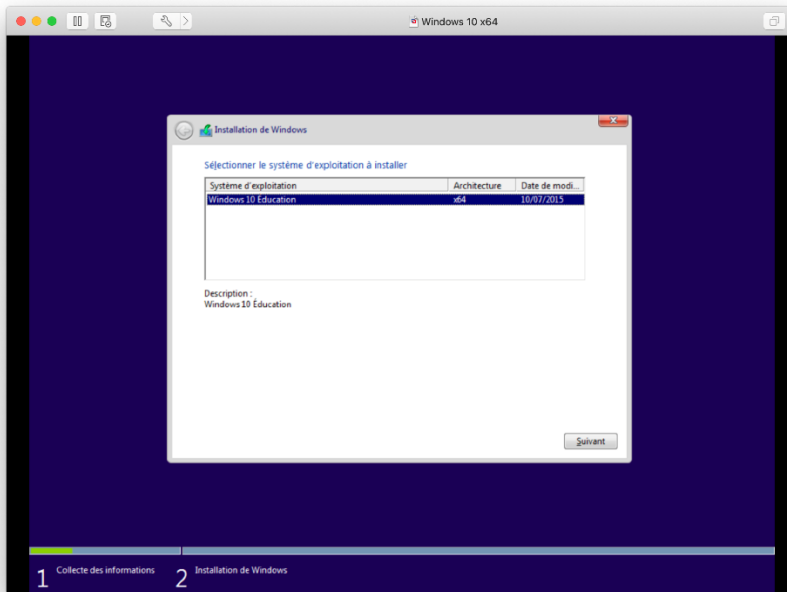 Windows 10 x64
Installation de Windows
Sélectionner le système d'exploitation à installer
Système d'exploitation Architecture Date de modi...
Windows 10 Éducation x64 10/07/2015
Description :
Windows 10 Éducation
Suivant
1 Collecte des informations 2 Installation de Windows